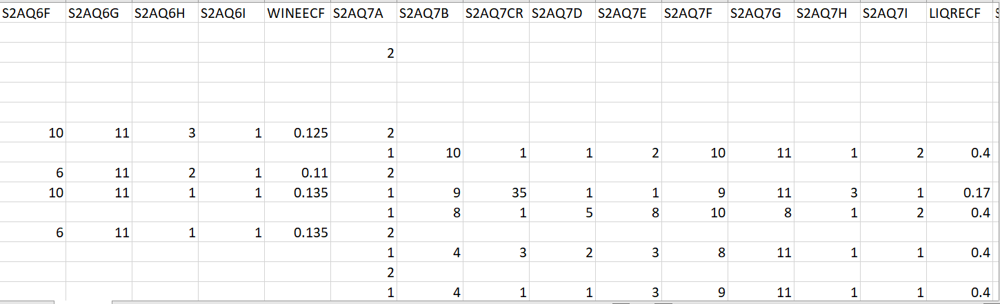 S2AQ6F S2AQ6G S2AQ6H S2AQ6I WINEECF S2AQ7A S2AQ7B S2AQ7CR S2AQ7D S2AQ7E S2AQ7F S2AQ7G S2AQ7H S2AQ7I LIQRECF
2
10 11 3 1 0.125 2
1 10 1 1 2 10 11 1 2 0.4
6 11 2 1 0.11 2
10 11 1 1 0.135 1 9 35 1 1 9 11 3 1 0.17
1 8 1 5 8 10 8 1 2 0.4
6 11 1 1 0.135 2
1 4 3 2 3 8 11 1 1 0.4
2
1 4 1 1 3 9 11 1 1 0.4